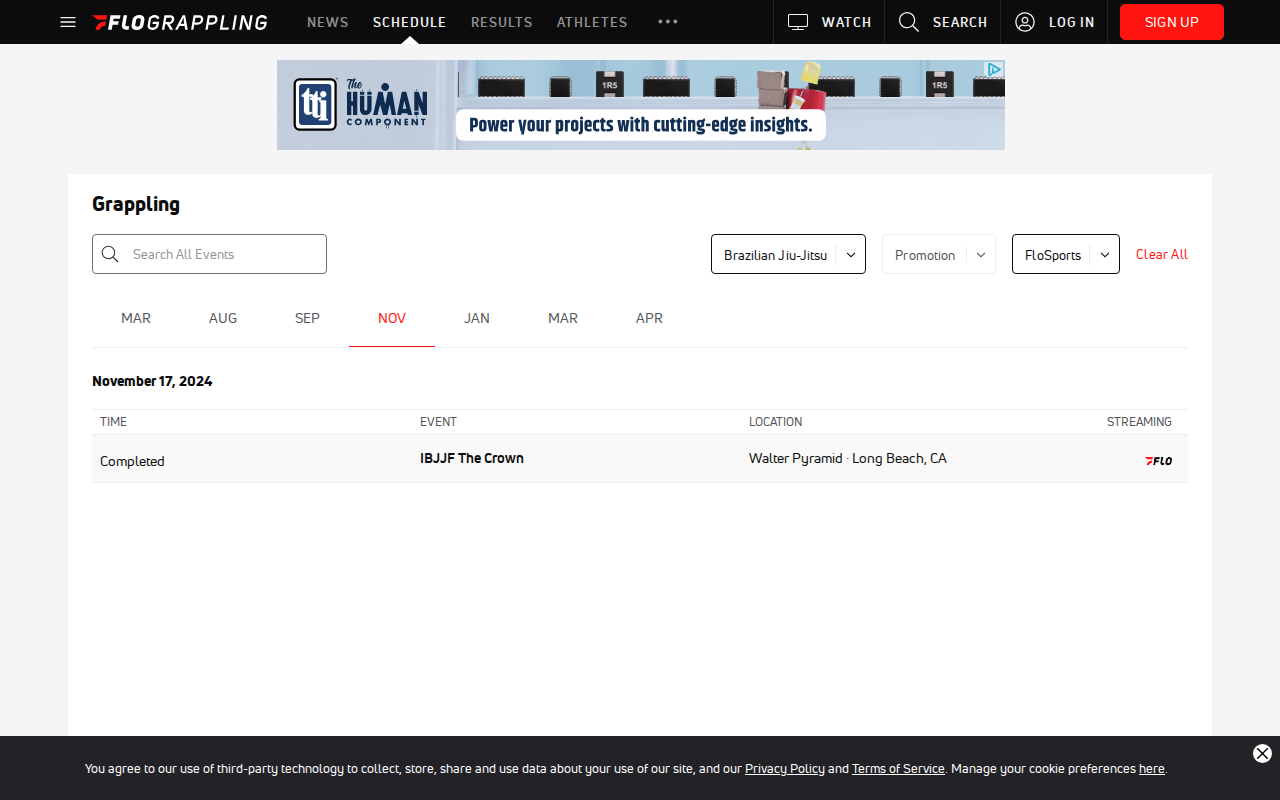 FLOGRAPPLING NEWS SCHEDULE RESULTS ATHLETES WATCH SEARCH LOG IN SIGN UP
tfi The HUMAN COMPONENT
1R5 1R5
Power your projects with cutting-edge insights.
Grappling
Search All Events Brazilian Jiu-Jitsu Promotion FloSports Clear All
MAR AUG SEP NOV JAN MAR APR
November 17, 2024
TIME EVENT LOCATION STREAMING
Completed IBJJF The Crown Walter Pyramid · Long Beach, CA FLO
You agree to our use of third-party technology to collect, store, share and use data about your use of our site, and our Privacy Policy and Terms of Service. Manage your cookie preferences here.